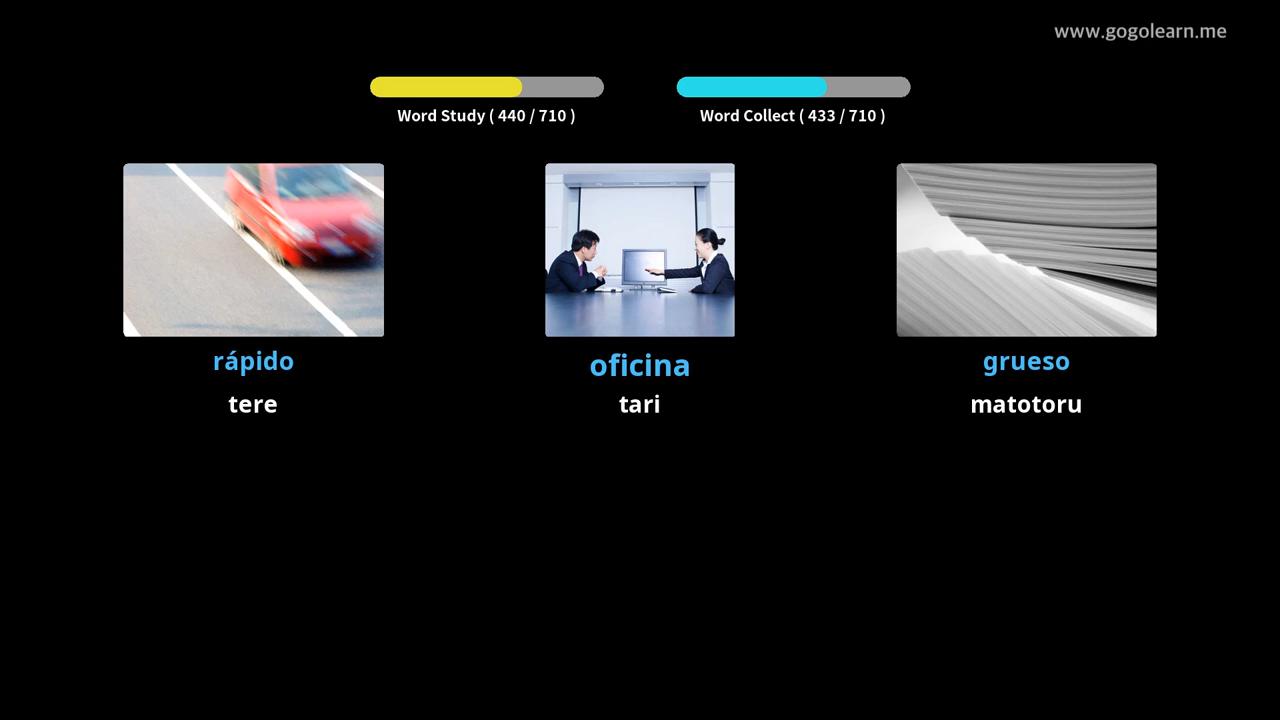 www.gogolearn.me
Word Study ( 440 / 710 )
Word Collect ( 433 / 710 )
rápido
oficina
grueso
tere
tari
matotoru